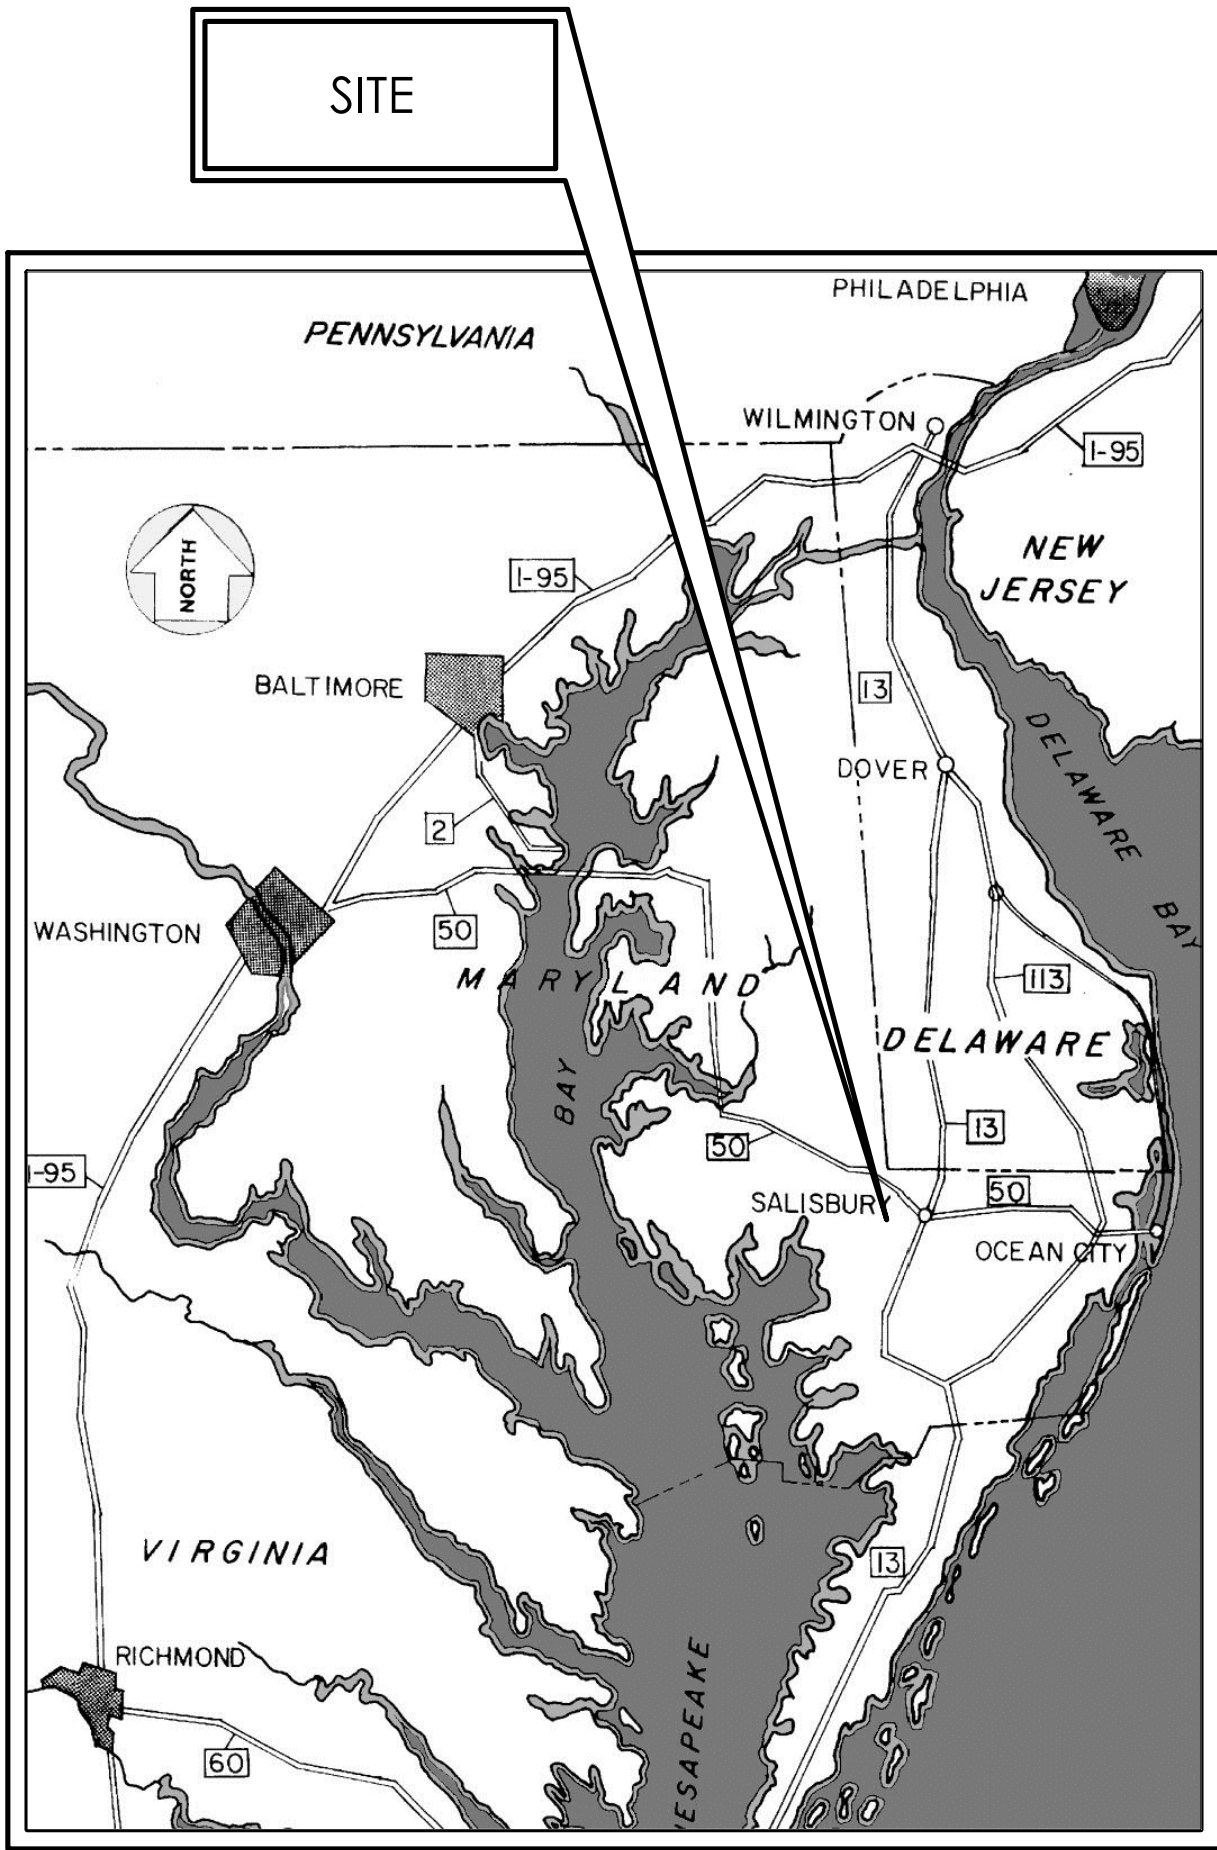 SITE
PHILADELPHIA
PENNSYLVANIA
WILMINGTON
I-95
NEW
JERSEY
NORTH
I-95
BALTIMORE
13
DELAWARE
BAY
DOVER
2
WASHINGTON
50
MARYLAND
113
DELAWARE
BAY
13
50
I-95
SALISBURY
50
OCEAN CITY
VIRGINIA
13
RICHMOND
ESAPEAKE
60